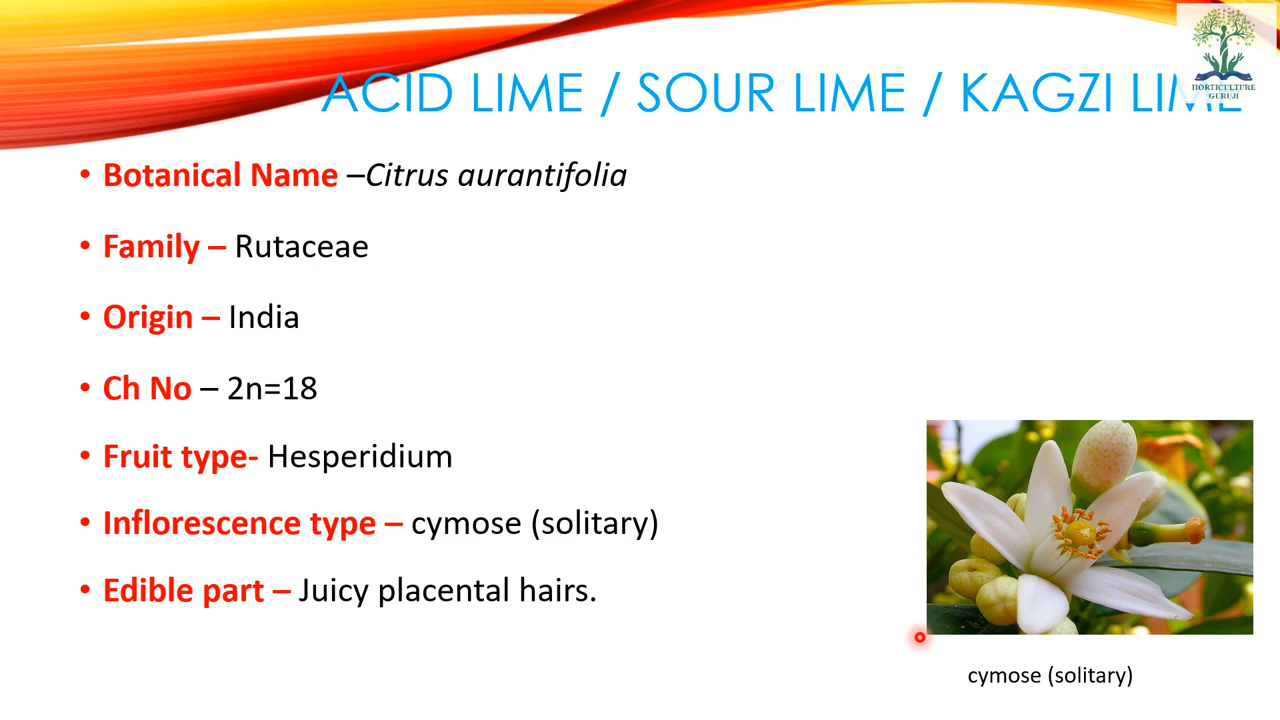 ACID LIME / SOUR LIME / KAGZI LIME
HORTICULTURE
GURUJI
• Botanical Name –Citrus aurantifolia
• Family – Rutaceae
• Origin – India
• Ch No – 2n=18
• Fruit type- Hesperidium
• Inflorescence type – cymose (solitary)
• Edible part – Juicy placental hairs.
cymose (solitary)